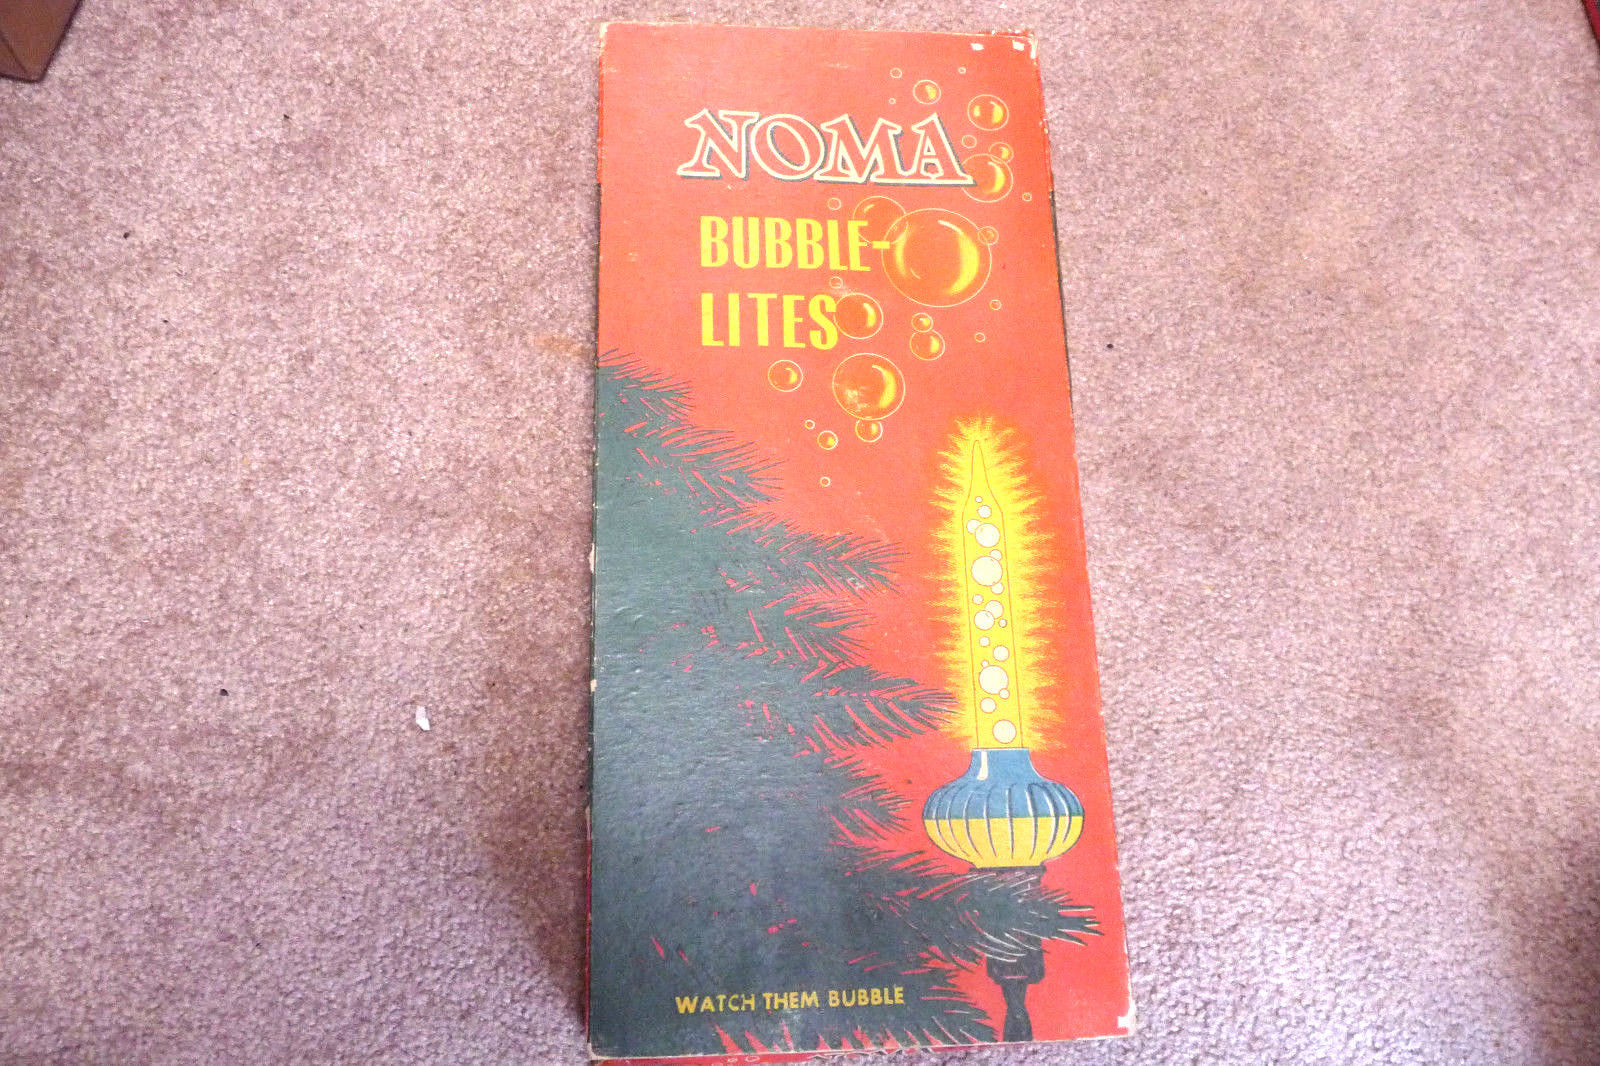 NOMA
BUBBLE-
LITES
WATCH THEM BUBBLE